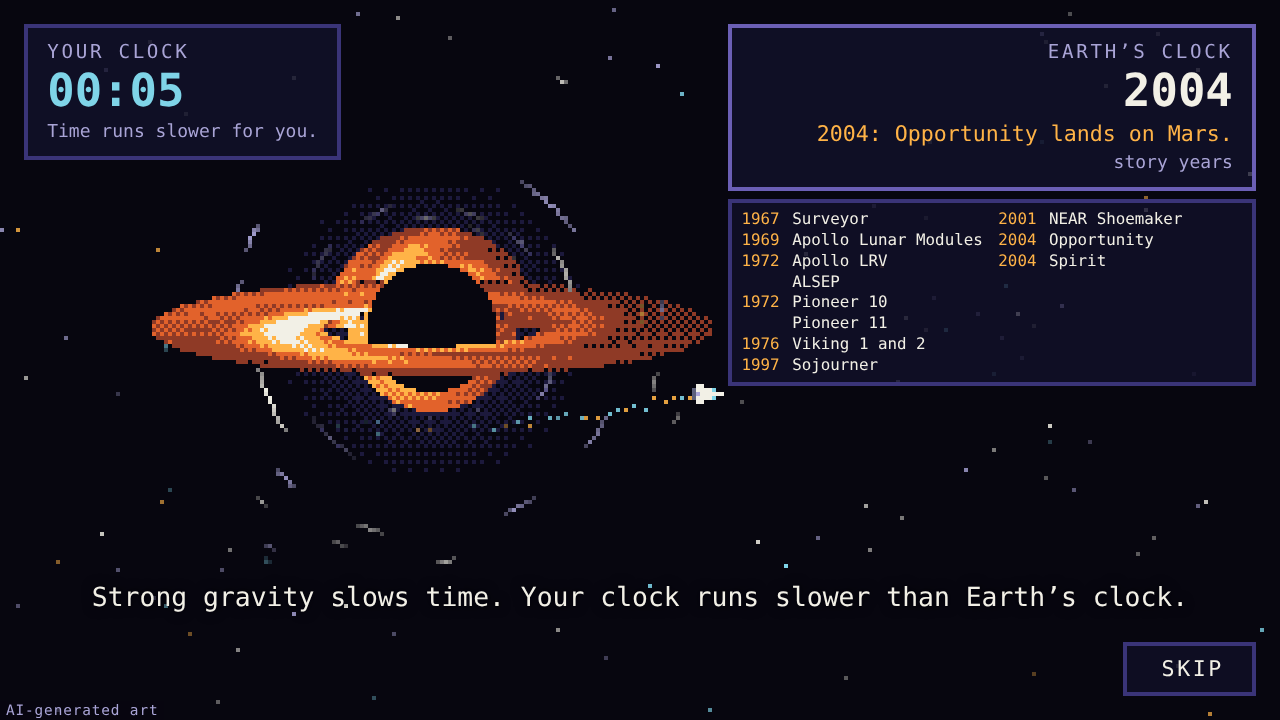 YOUR CLOCK
00:05
Time runs slower for you.
EARTH’S CLOCK
2004
2004: Opportunity lands on Mars.
story years
1967 Surveyor
1969 Apollo Lunar Modules
1972 Apollo LRV
ALSEP
1972 Pioneer 10
Pioneer 11
1976 Viking 1 and 2
1997 Sojourner
2001 NEAR Shoemaker
2004 Opportunity
2004 Spirit
Strong gravity slows time. Your clock runs slower than Earth’s clock.
SKIP
AI-generated art